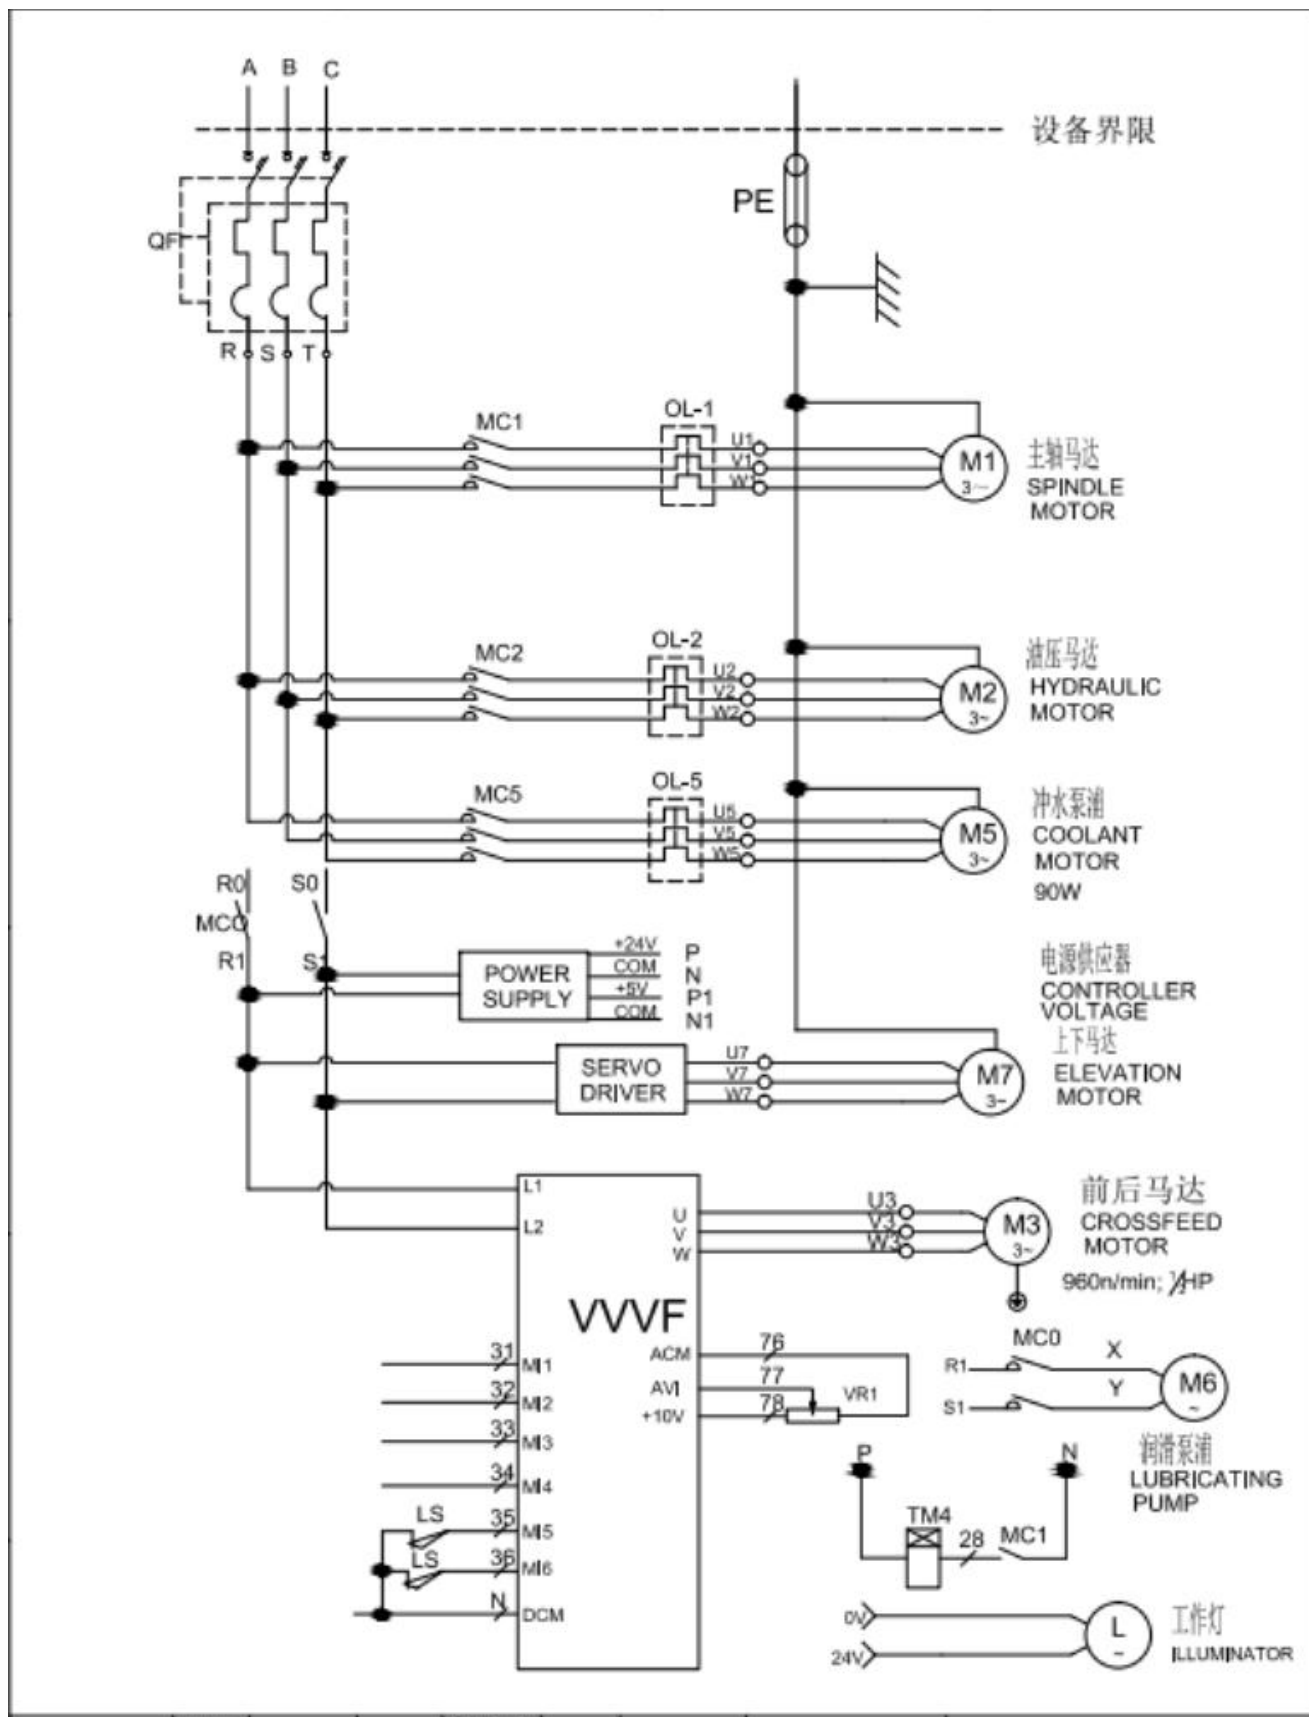 A B C
设备界限
PE
QF
R S T
MC1
OL-1
U1
V1
W1
M1
3~
主轴马达
SPINDLE
MOTOR
MC2
OL-2
U2
V2
W2
M2
3~
油压马达
HYDRAULIC
MOTOR
MC5
OL-5
U5
V5
W5
M5
3~
冲水泵浦
COOLANT
MOTOR
90W
R0 S0
MC0
R1 S1
POWER
SUPPLY
+24V P
COM N
+5V P1
COM N1
电源供应器
CONTROLLER
VOLTAGE
SERVO
DRIVER
U7
V7
W7
M7
3~
上下马达
ELEVATION
MOTOR
L1
L2
VVVF
U
V
W
U3
V3
W3
M3
3~
前后马达
CROSSFEED
MOTOR
960n/min; ½HP
31 MI1
32 MI2
33 MI3
34 MI4
LS 35 MI5
LS 36 MI6
N DCM
ACM 76
AVI 77
+10V 78
VR1
MC0
R1 X
S1 Y
M6
~
润滑泵浦
LUBRICATING
PUMP
P N
TM4
28 MC1
0V
24V
L
~
工作灯
ILLUMINATOR